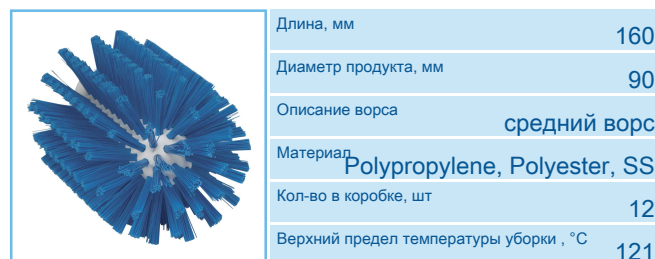 Длина, мм
160
Диаметр продукта, мм
90
Описание ворса
средний ворс
Материал
Polypropylene, Polyester, SS
Кол-во в коробке, шт
12
Верхний предел температуры уборки , °C
121